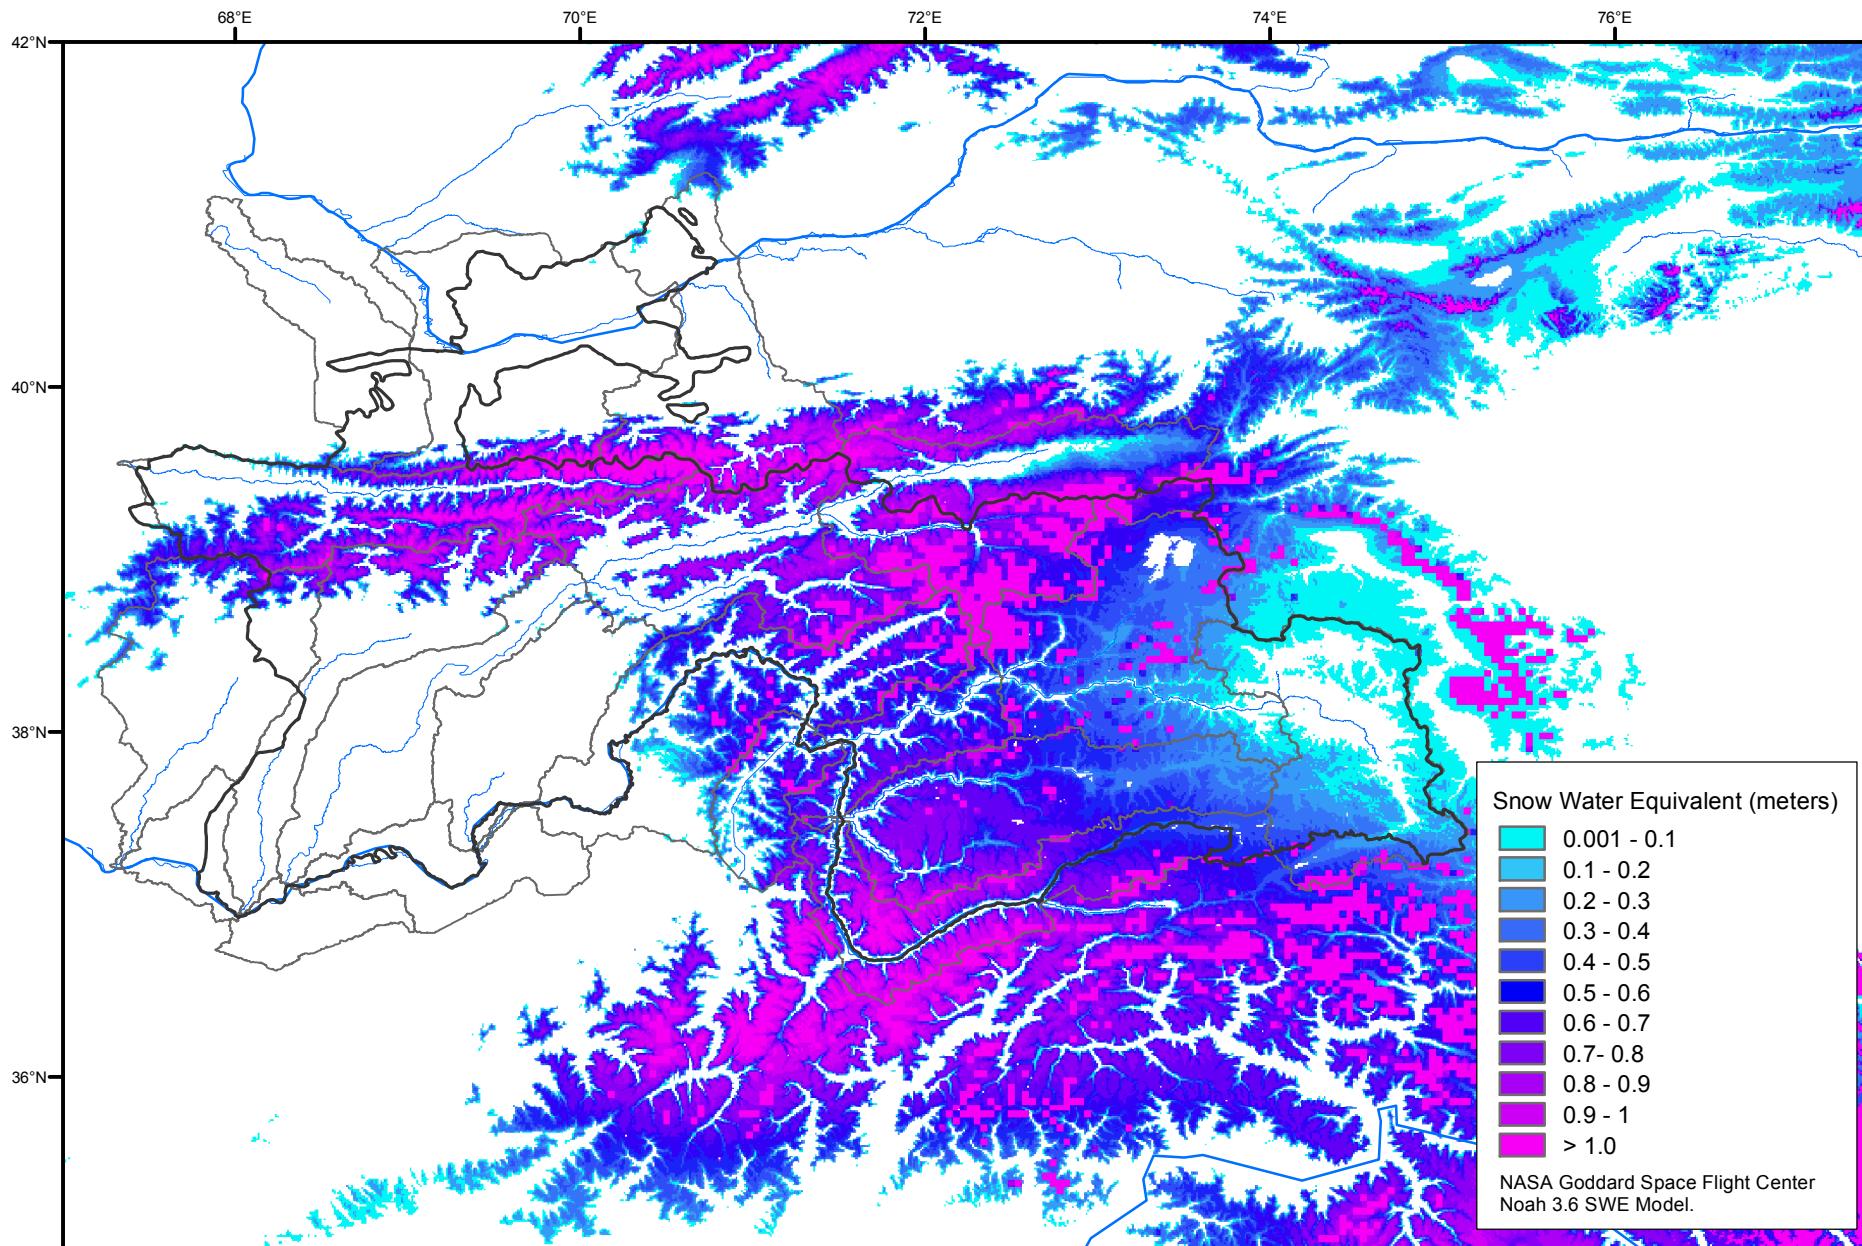 68°E 70°E 72°E 74°E 76°E
42°N
40°N
38°N
36°N
Snow Water Equivalent (meters)
0.001 - 0.1
0.1 - 0.2
0.2 - 0.3
0.3 - 0.4
0.4 - 0.5
0.5 - 0.6
0.6 - 0.7
0.7- 0.8
0.8 - 0.9
0.9 - 1
> 1.0
NASA Goddard Space Flight Center
Noah 3.6 SWE Model.